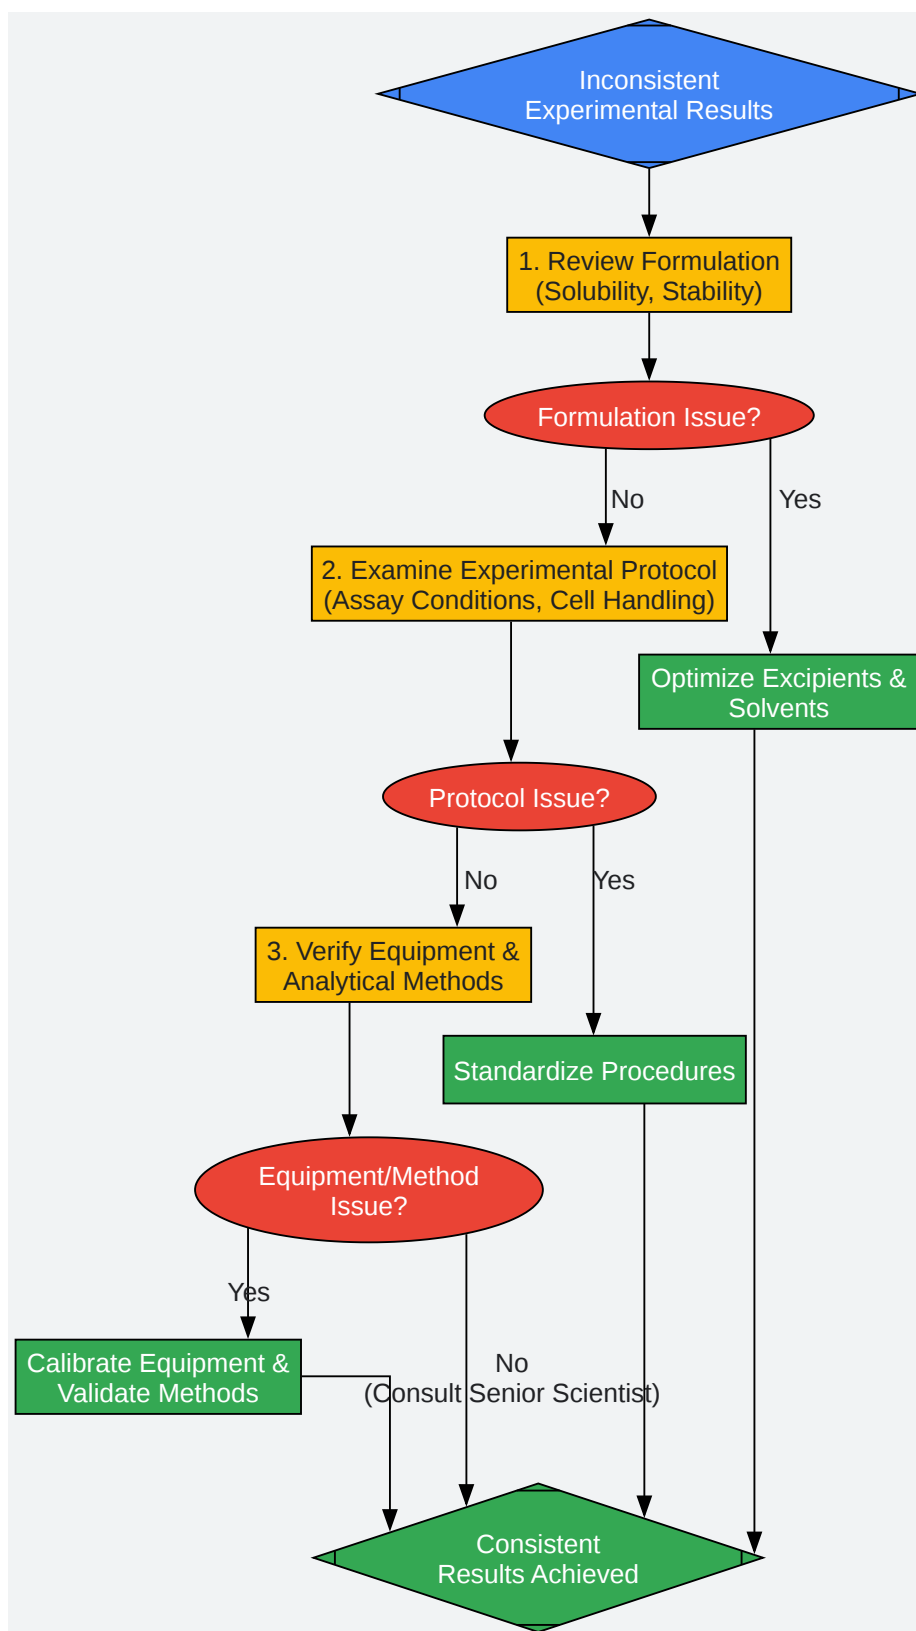 Inconsistent
Experimental Results
1. Review Formulation
(Solubility, Stability)
Formulation Issue?
No
Yes
2. Examine Experimental Protocol
(Assay Conditions, Cell Handling)
Optimize Excipients &
Solvents
Protocol Issue?
No
Yes
3. Verify Equipment &
Analytical Methods
Standardize Procedures
Equipment/Method
Issue?
Yes
Calibrate Equipment &
Validate Methods
No
(Consult Senior Scientist)
Consistent
Results Achieved